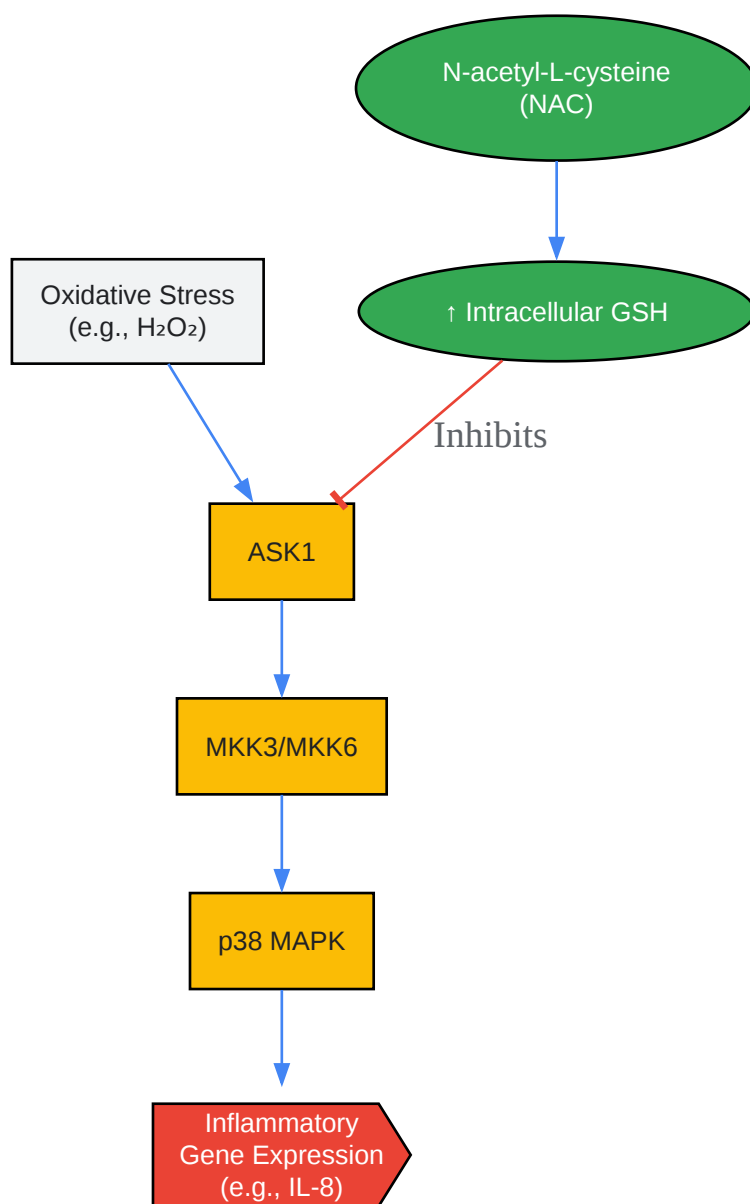 N-acetyl-L-cysteine
(NAC)
Oxidative Stress
(e.g., H₂O₂)
↑ Intracellular GSH
Inhibits
ASK1
MKK3/MKK6
p38 MAPK
Inflammatory
Gene Expression
(e.g., IL-8)